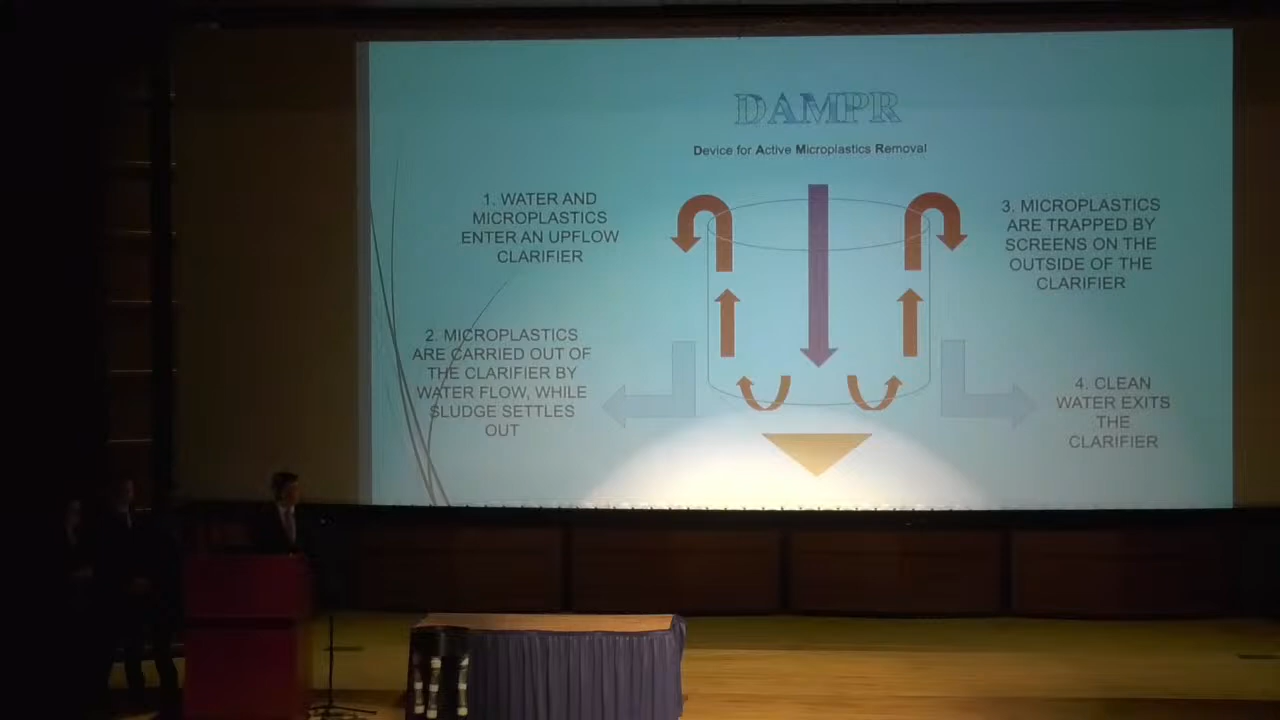 DAMPR
Device for Active Microplastics Removal
1. WATER AND
MICROPLASTICS
ENTER AN UPFLOW
CLARIFIER
2. MICROPLASTICS
ARE CARRIED OUT OF
THE CLARIFIER BY
WATER FLOW, WHILE
SLUDGE SETTLES
OUT
3. MICROPLASTICS
ARE TRAPPED BY
SCREENS ON THE
OUTSIDE OF THE
CLARIFIER
4. CLEAN
WATER EXITS
THE
CLARIFIER